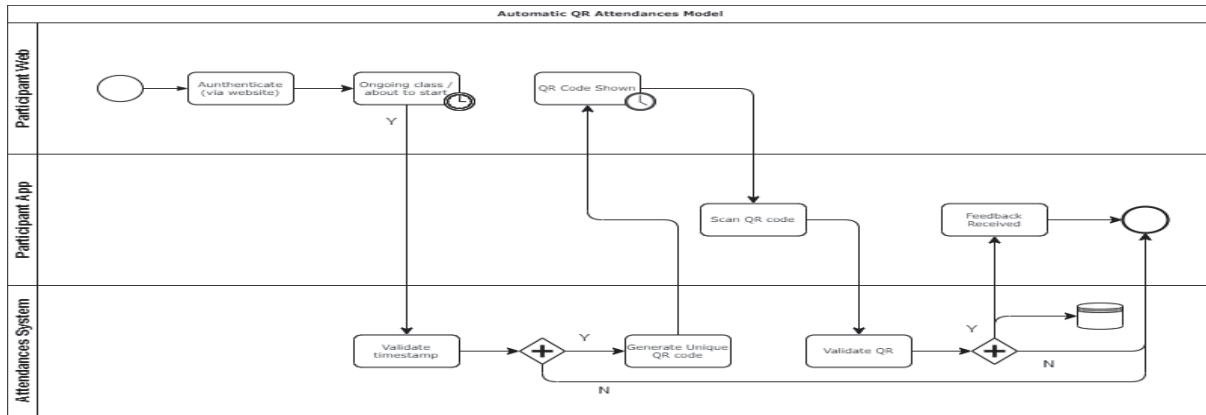 Automatic QR Attendances Model
Participant Web
Aunthenticate
(via website)
Ongoing class /
about to start
QR Code Shown
Y
Participant App
Scan QR code
Feedback
Received
Attendances System
Validate
timestamp
Y
Generate Unique
QR code
N
Validate QR
Y
N